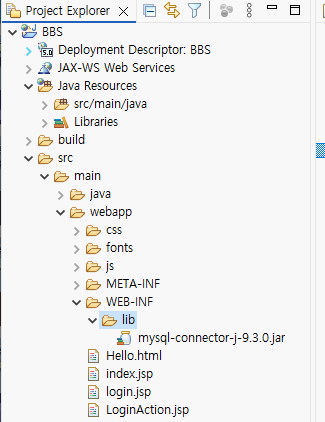 Project Explorer
BBS
Deployment Descriptor: BBS
5.0
JAX-WS Web Services
Java Resources
src/main/java
Libraries
build
src
main
java
webapp
css
fonts
js
META-INF
WEB-INF
lib
mysql-connector-j-9.3.0.jar
Hello.html
index.jsp
login.jsp
LoginAction.jsp